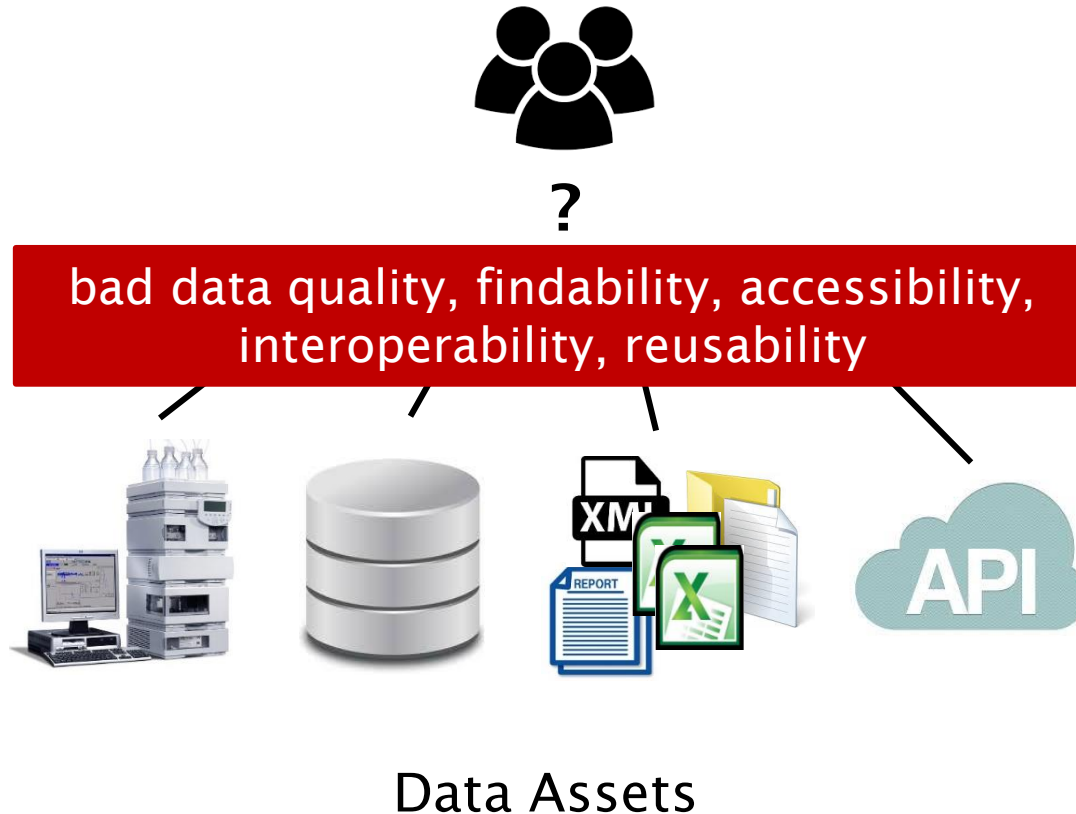 ?
bad data quality, findability, accessibility,
interoperability, reusability
XML
REPORT
X
API
Data Assets